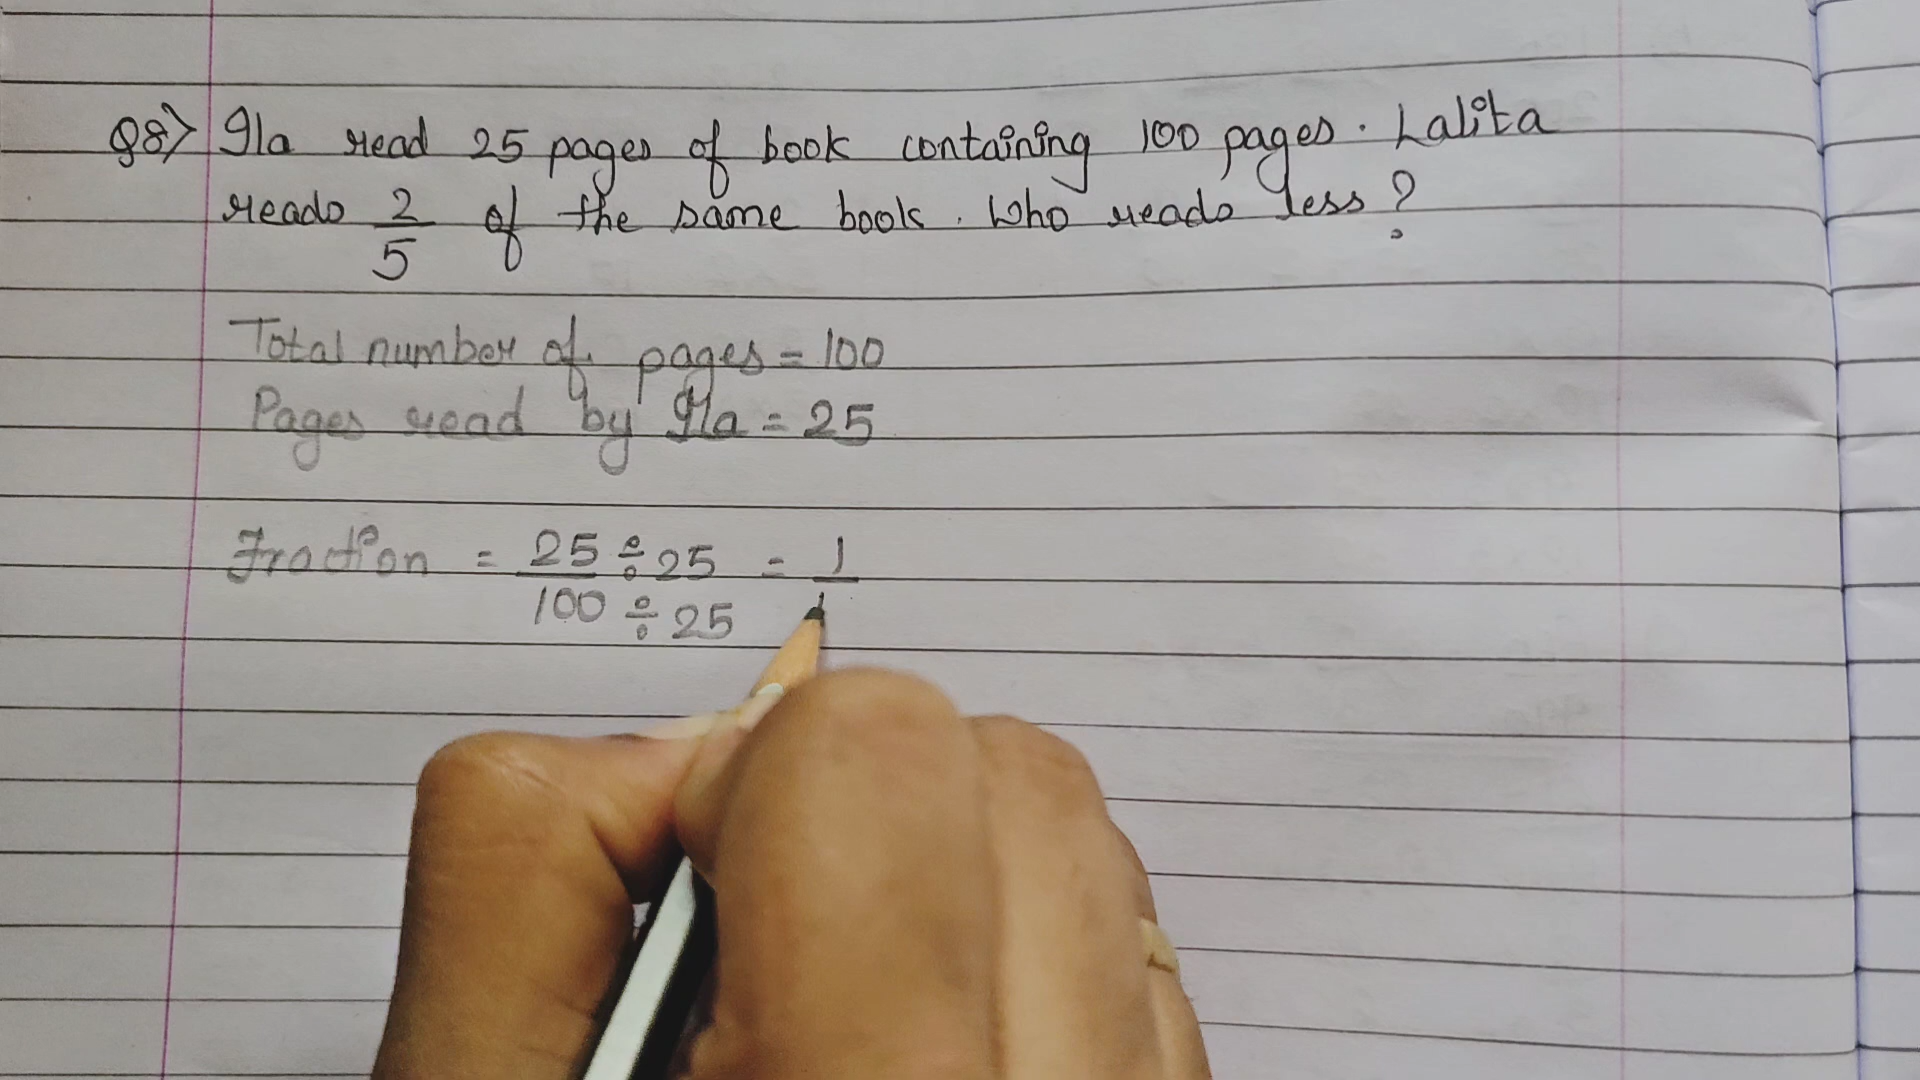 Q8> Ila read 25 pages of book containing 100 pages. Lalita
reads 2/5 of the same book. Who reads less?
Total number of pages = 100
Pages read by Ila = 25
Fraction = 25 ÷ 25 / 100 ÷ 25 = 1/